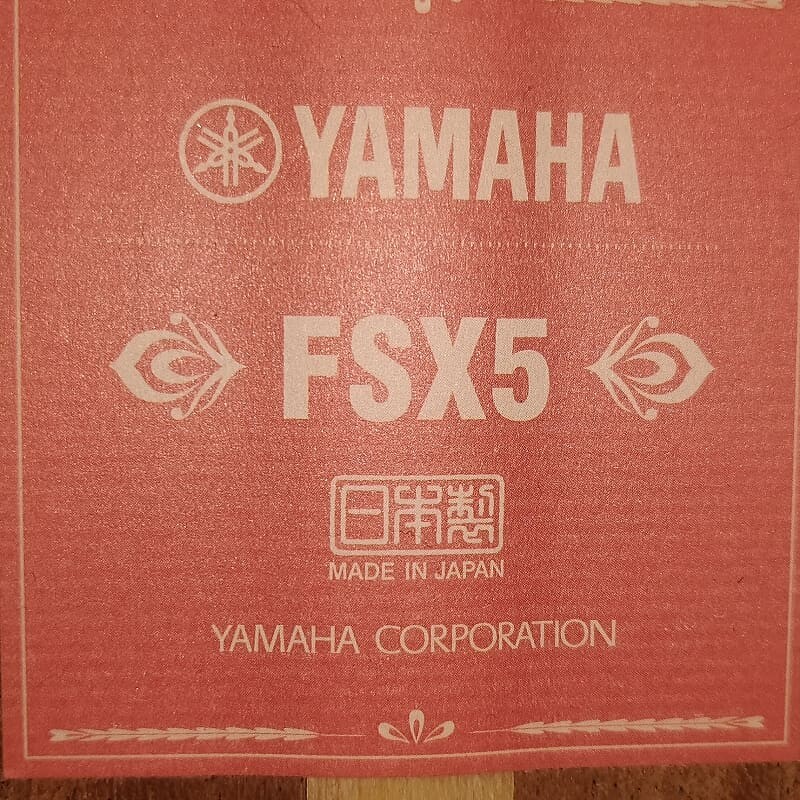 YAMAHA
FSX5
日本製
MADE IN JAPAN
YAMAHA CORPORATION